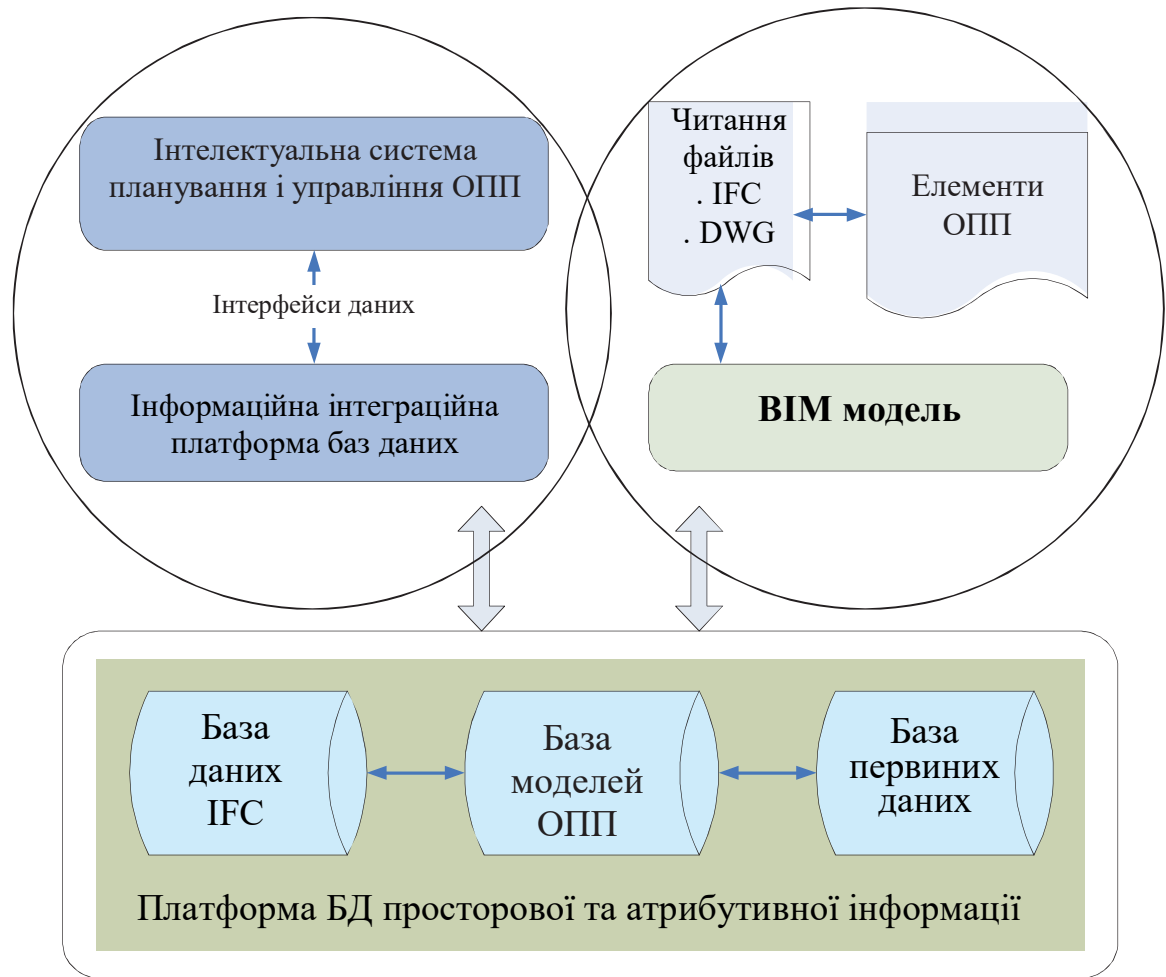 Інтелектуальна система
планування і управління ОПП
Інтерфейси даних
Інформаційна інтеграційна
платформа баз даних
Читання
файлів
. IFC
. DWG
Елементи
ОПП
BIM модель
База
даних
IFC
База
моделей
ОПП
База
первиних
даних
Платформа БД просторової та атрибутивної інформації